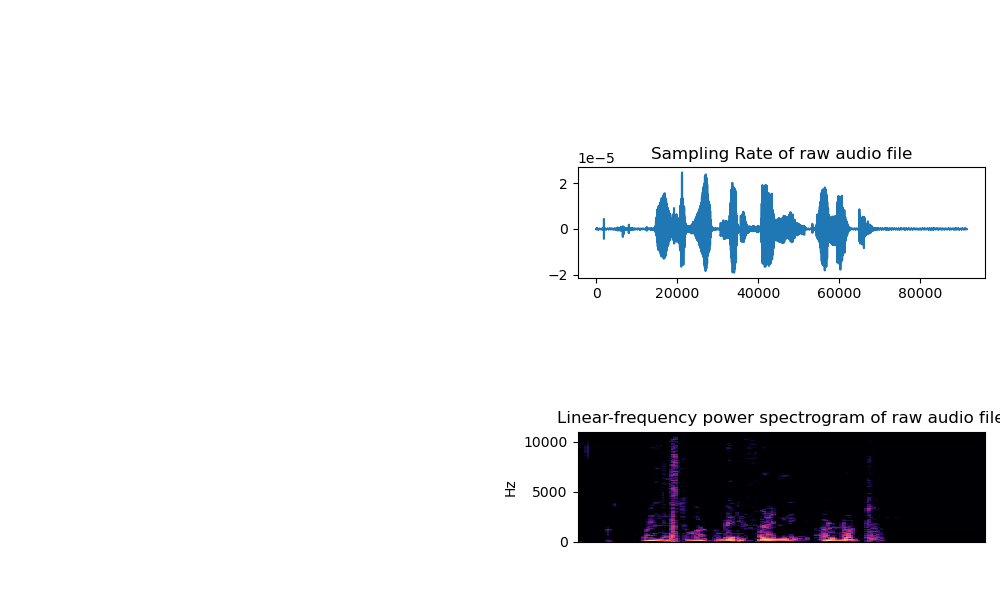 Sampling Rate of raw audio file
1e−5
2
0
−2
0 20000 40000 60000 80000
Linear-frequency power spectrogram of raw audio file
10000
5000
0
Hz